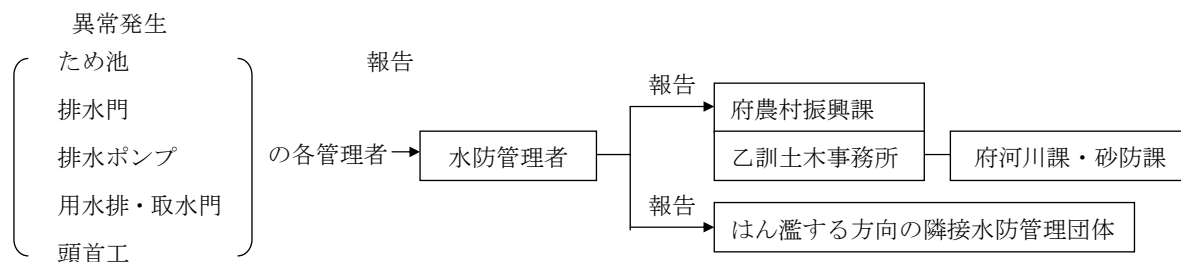 異常発生
ため池
報告
排水門
排水ポンプ
用水排・取水門
頭首工
の各管理者
水防管理者
報告
府農村振興課
乙訓土木事務所
府河川課・砂防課
報告
はん濫する方向の隣接水防管理団体